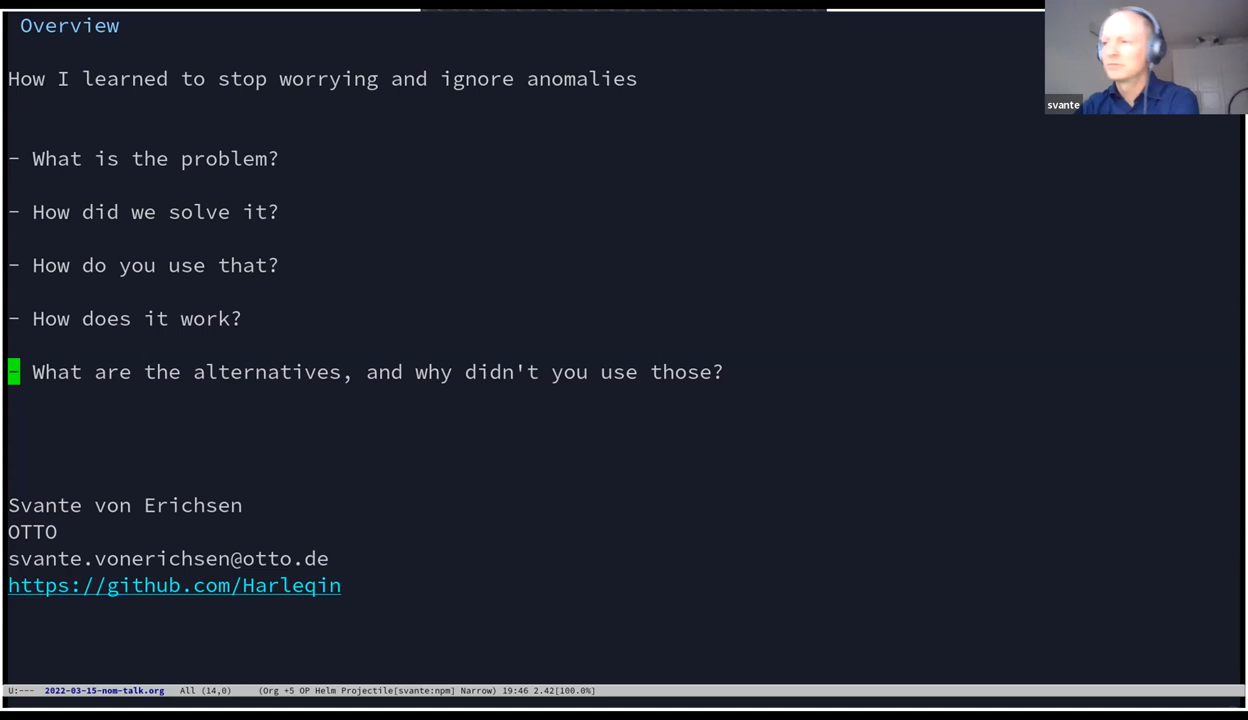 Overview
How I learned to stop worrying and ignore anomalies
- What is the problem?
- How did we solve it?
- How do you use that?
- How does it work?
- What are the alternatives, and why didn't you use those?
Svante von Erichsen
OTTO
svante.vonerichsen@otto.de
https://github.com/Harleqin
U:--- 2022-03-15-nom-talk.org All (14,0) (Org +5 OP Helm Projectile[svante:npm] Narrow) 19:46 2.42[100.0%]
svante